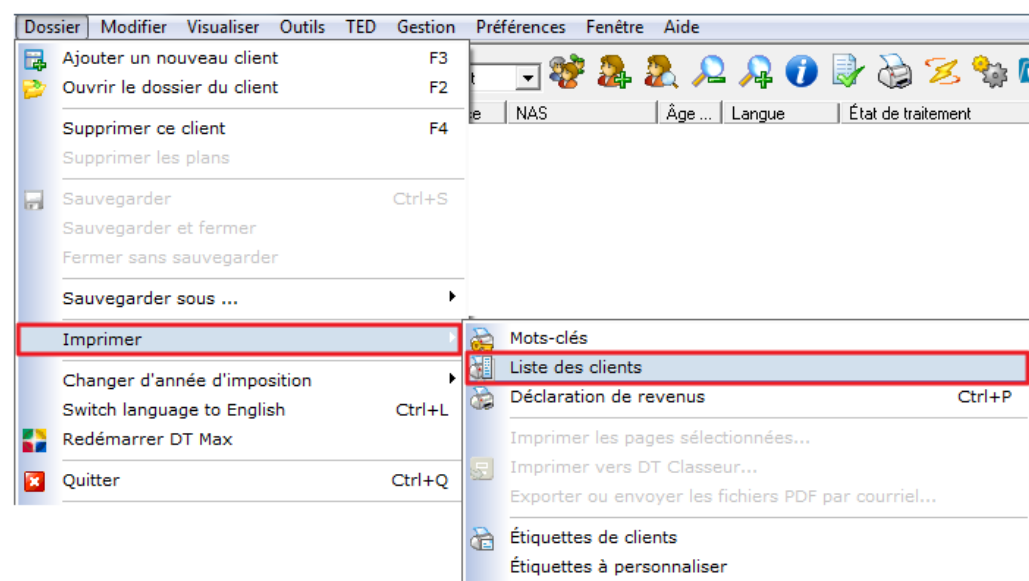 Dossier Modifier Visualiser Outils TED Gestion Préférences Fenêtre Aide
Ajouter un nouveau client F3
Ouvrir le dossier du client F2
NAS Âge ... Langue État de traitement
Supprimer ce client F4
Supprimer les plans
Sauvegarder Ctrl+S
Sauvegarder et fermer
Fermer sans sauvegarder
Sauvegarder sous ...
Imprimer
Changer d'année d'imposition
Switch language to English Ctrl+L
Redémarrer DT Max
Quitter Ctrl+Q
Mots-clés
Liste des clients
Déclaration de revenus Ctrl+P
Imprimer les pages sélectionnées...
Imprimer vers DT Classeur...
Exporter ou envoyer les fichiers PDF par courriel...
Étiquettes de clients
Étiquettes à personnaliser